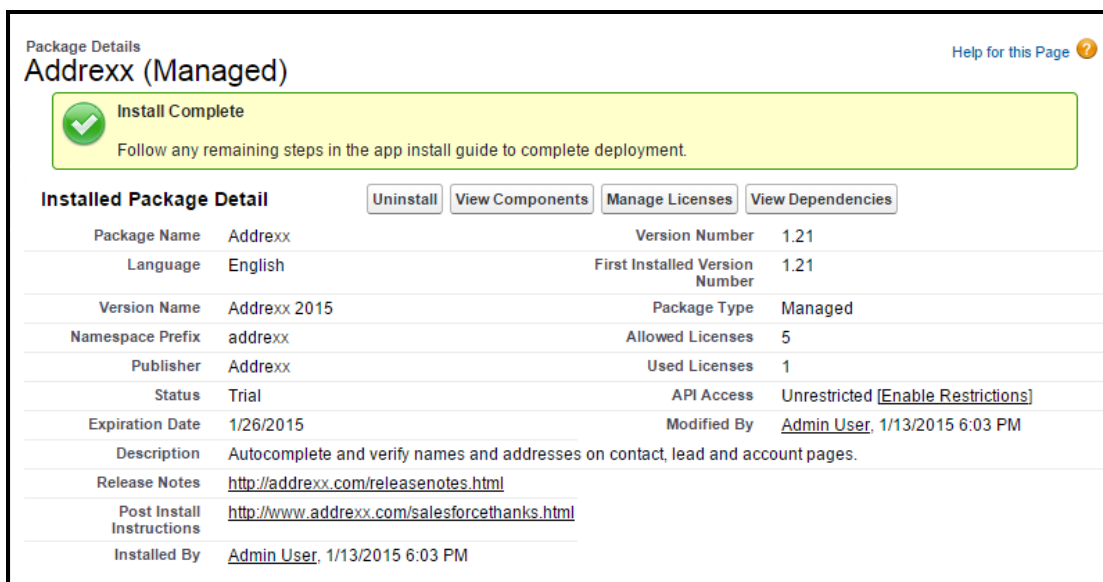 Package Details
Help for this Page ?
Addrexx (Managed)
Install Complete
Follow any remaining steps in the app install guide to complete deployment.
Installed Package Detail
Uninstall View Components Manage Licenses View Dependencies
Package Name Addrexx Version Number 1.21
Language English First Installed Version Number 1.21
Version Name Addrexx 2015 Package Type Managed
Namespace Prefix addrexx Allowed Licenses 5
Publisher Addrexx Used Licenses 1
Status Trial API Access Unrestricted [Enable Restrictions]
Expiration Date 1/26/2015 Modified By Admin User, 1/13/2015 6:03 PM
Description Autocomplete and verify names and addresses on contact, lead and account pages.
Release Notes http://addrexx.com/releasenotes.html
Post Install Instructions http://www.addrexx.com/salesforcethanks.html
Installed By Admin User, 1/13/2015 6:03 PM